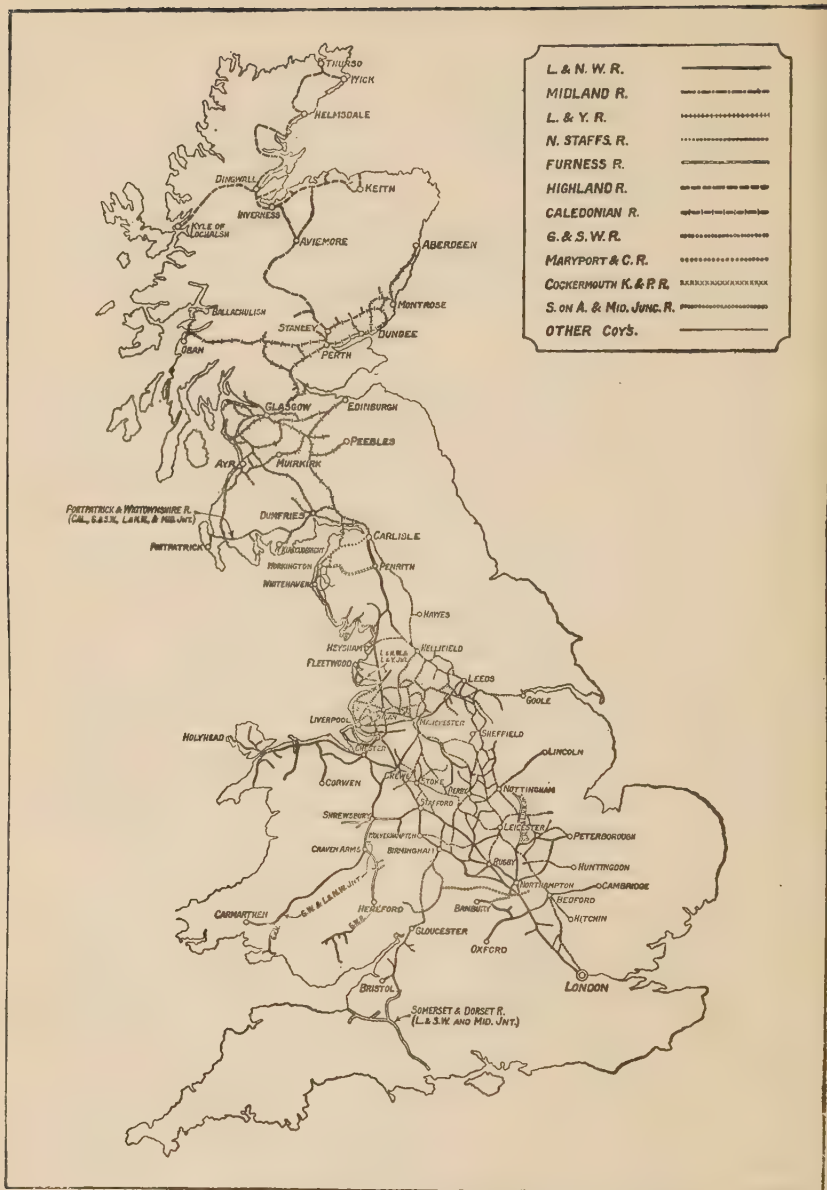 L. & N. W. R.
MIDLAND R.
L. & Y. R.
N. STAFFS. R.
FURNESS R.
HIGHLAND R.
CALEDONIAN R.
G. & S. W. R.
MARYPORT & C. R.
COCKERMOUTH K. & P. R.
S. ON A. & MID. JUNC. R.
OTHER COY'S.
THURSO
WICK
HELMSDALE
DINGWALL
KEITH
INVERNESS
KYLE OF
LOCHALSH
AVIEMORE
ABERDEEN
BALLACHULISH
MONTROSE
STANLEY
DUNDEE
OBAN
PERTH
GLASGOW
EDINBURGH
PEEBLES
AYR
MUIRKIRK
PORTPATRICK & WIGTOWNSHIRE R.
(CAL., G.&S.W., L.&N.W., & MID. JNT.)
DUMFRIES
CARLISLE
PORTPATRICK
KIRKCUDBRIGHT
WORKINGTON
PENRITH
WHITEHAVEN
HAWES
HEYSHAM
HELLIFIELD
L.& N.W.&
L.& Y. JNT.
FLEETWOOD
LEEDS
GOOLE
WIGAN
LIVERPOOL
MANCHESTER
HOLYHEAD
SHEFFIELD
CHESTER
LINCOLN
CREWE
STOKE
CORWEN
DERBY
NOTTINGHAM
STAFFORD
SHREWSBURY
LEICESTER
WOLVERHAMPTON
PETERBOROUGH
CRAVEN ARMS
BIRMINGHAM
RUGBY
HUNTINGDON
G.W. & L.&N.W. JNT.
NORTHAMPTON
CAMBRIDGE
HEREFORD
BANBURY
BEDFORD
CARMARTHEN
HITCHIN
GLOUCESTER
OXFORD
BRISTOL
LONDON
SOMERSET & DORSET R.
(L.& S.W. AND MID. JNT.)